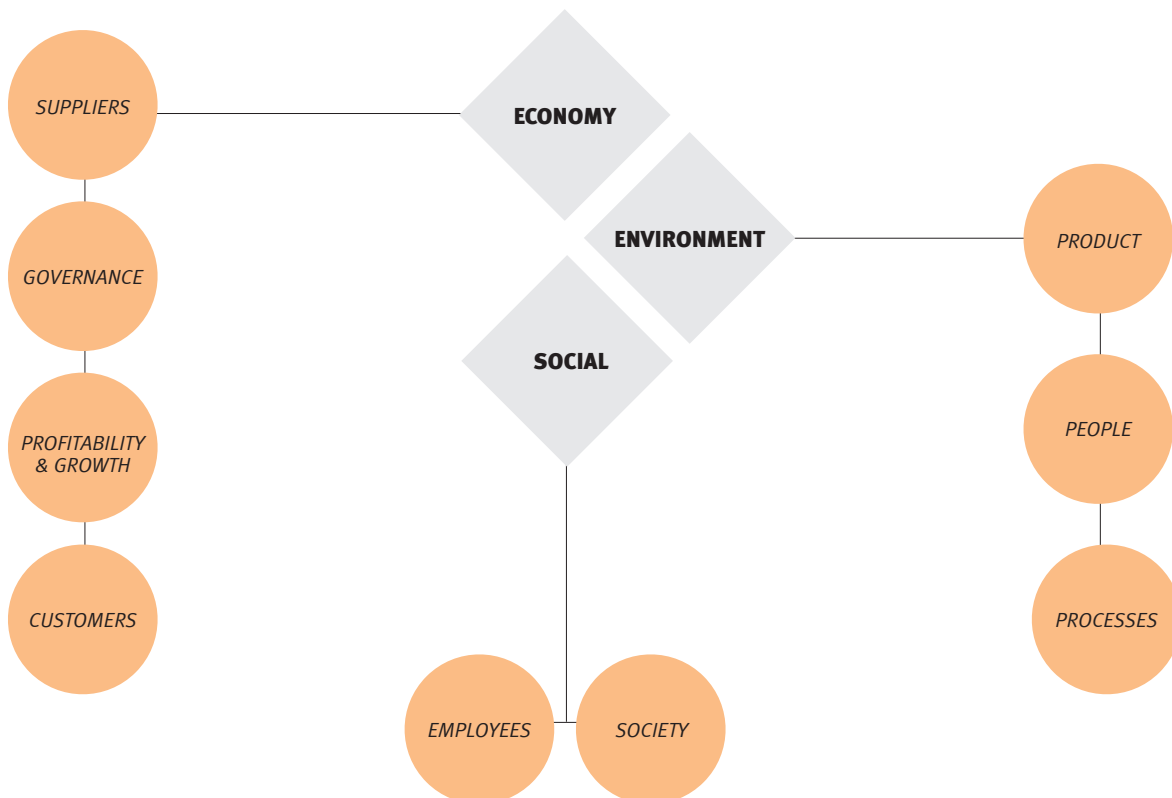 SUPPLIERS
GOVERNANCE
PROFITABILITY
& GROWTH
CUSTOMERS
ECONOMY
ENVIRONMENT
SOCIAL
EMPLOYEES
SOCIETY
PRODUCT
PEOPLE
PROCESSES